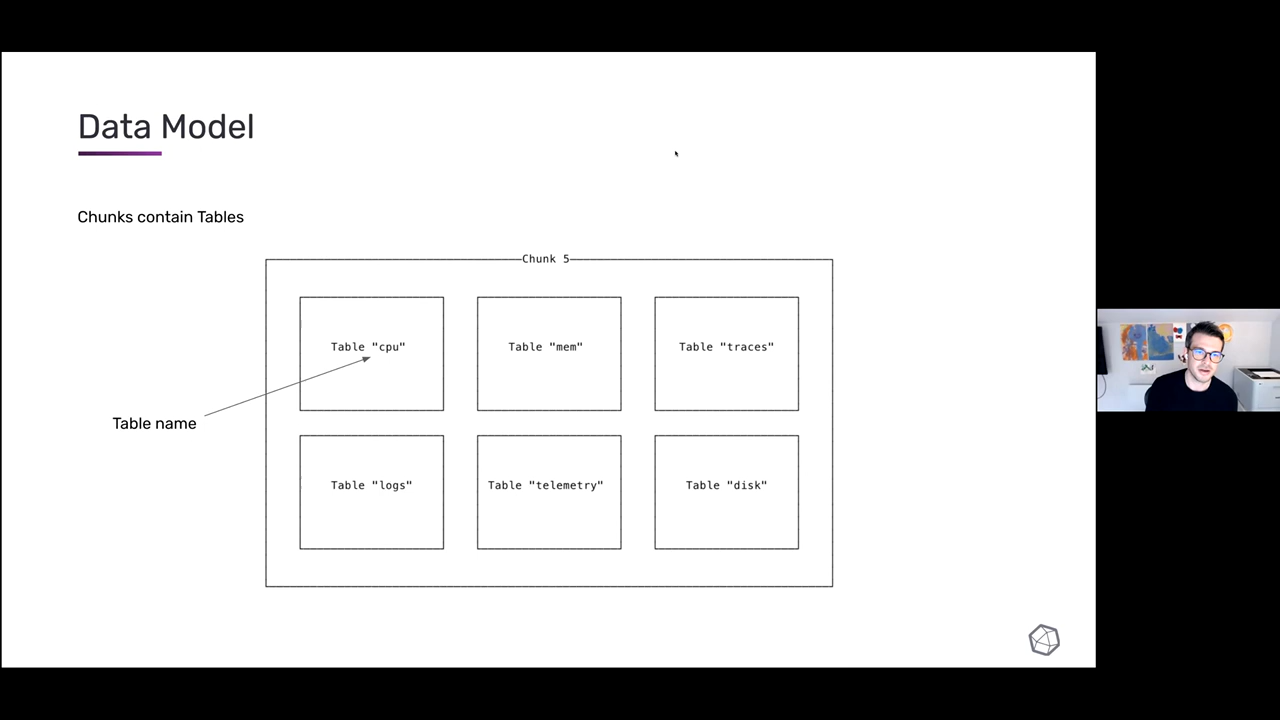 Data Model
Chunks contain Tables
Chunk 5
Table "cpu"
Table "mem"
Table "traces"
Table name
Table "logs"
Table "telemetry"
Table "disk"